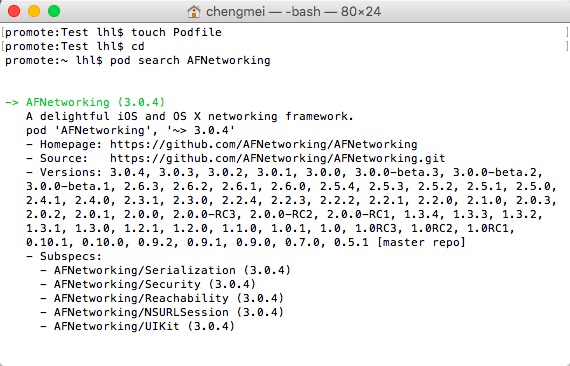 chengmei — -bash — 80×24
[promote:Test lhl$ touch Podfile ]
[promote:Test lhl$ cd ]
promote:~ lhl$ pod search AFNetworking
-> AFNetworking (3.0.4)
A delightful iOS and OS X networking framework.
pod 'AFNetworking', '~> 3.0.4'
- Homepage: https://github.com/AFNetworking/AFNetworking
- Source: https://github.com/AFNetworking/AFNetworking.git
- Versions: 3.0.4, 3.0.3, 3.0.2, 3.0.1, 3.0.0, 3.0.0-beta.3, 3.0.0-beta.2,
3.0.0-beta.1, 2.6.3, 2.6.2, 2.6.1, 2.6.0, 2.5.4, 2.5.3, 2.5.2, 2.5.1, 2.5.0,
2.4.1, 2.4.0, 2.3.1, 2.3.0, 2.2.4, 2.2.3, 2.2.2, 2.2.1, 2.2.0, 2.1.0, 2.0.3,
2.0.2, 2.0.1, 2.0.0, 2.0.0-RC3, 2.0.0-RC2, 2.0.0-RC1, 1.3.4, 1.3.3, 1.3.2,
1.3.1, 1.3.0, 1.2.1, 1.2.0, 1.1.0, 1.0.1, 1.0, 1.0RC3, 1.0RC2, 1.0RC1,
0.10.1, 0.10.0, 0.9.2, 0.9.1, 0.9.0, 0.7.0, 0.5.1 [master repo]
- Subspecs:
- AFNetworking/Serialization (3.0.4)
- AFNetworking/Security (3.0.4)
- AFNetworking/Reachability (3.0.4)
- AFNetworking/NSURLSession (3.0.4)
- AFNetworking/UIKit (3.0.4)